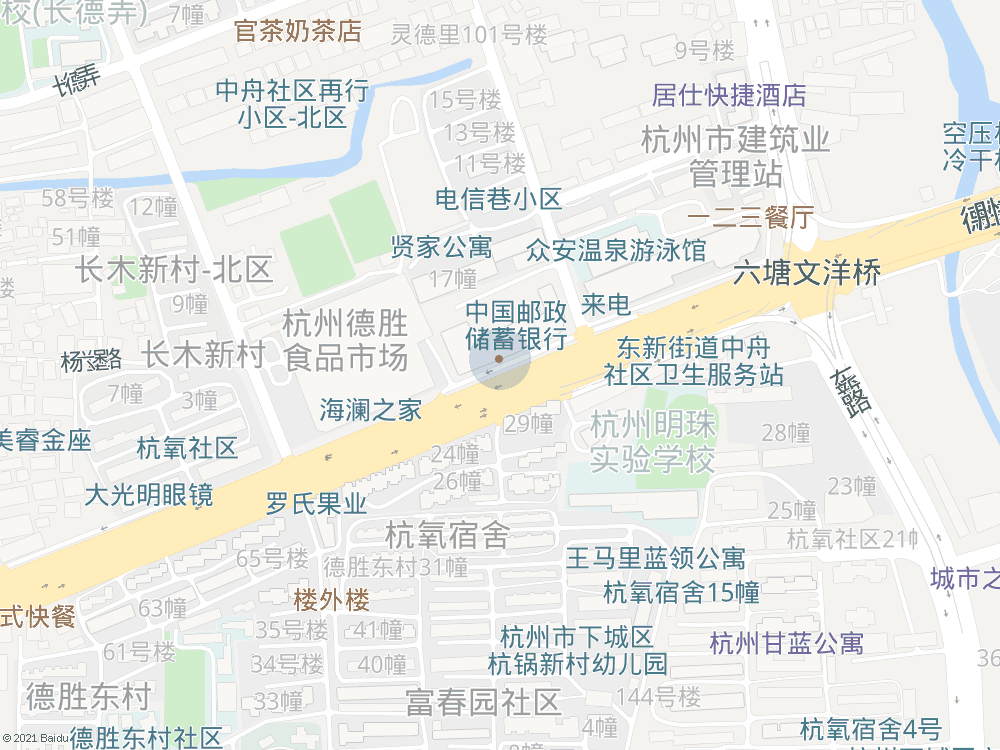 校(长德弄)
7幢
官茶奶茶店
灵德里101号楼
9号楼
长德弄
中舟社区再行
小区-北区
15号楼
居仕快捷酒店
13号楼
杭州市建筑业
管理站
11号楼
58号楼
12幢
电信巷小区
一二三餐厅
51幢
贤家公寓
众安温泉游泳馆
长木新村-北区
17幢
六塘文洋桥
9幢
中国邮政
储蓄银行
来电
杭州德胜
食品市场
长木新村
东新街道中舟
社区卫生服务站
7幢
3幢
海澜之家
东新路
29幢
杭州明珠
实验学校
28幢
美睿金座
杭氧社区
24幢
26幢
大光明眼镜
罗氏果业
23幢
25幢
杭氧宿舍
杭氧社区21
65号楼
德胜东村31幢
王马里蓝领公寓
城市之
杭氧宿舍15幢
楼外楼
63幢
式快餐
35号楼
41幢
杭州市下城区
杭锅新村幼儿园
杭州甘蓝公寓
61号楼
34号楼
40幢
36
德胜东村
33幢
富春园社区
144号楼
4幢
杭氧宿舍4号
德胜东村社区
© 2021 Baidu